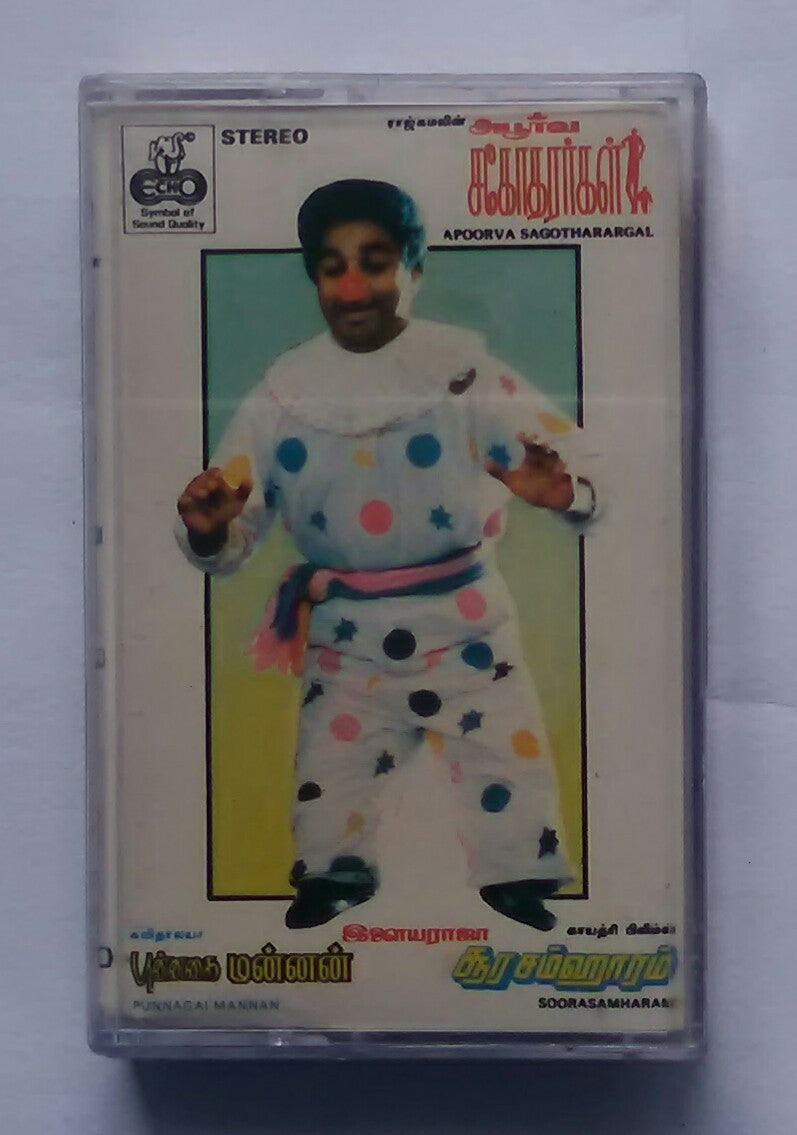 ECHO
Symbol of
Sound Quality
STEREO
ராஜ்கமலின்
அபூர்வ
சகோதரர்கள்
APOORVA SAGOTHARARGAL
கவிதாலயா
புன்னகை மன்னன்
PUNNAGAI MANNAN
இளையராஜா
காயத்ரி பிலிம்ஸ்
சூரசம்ஹாரம்
SOORASAMHARAM